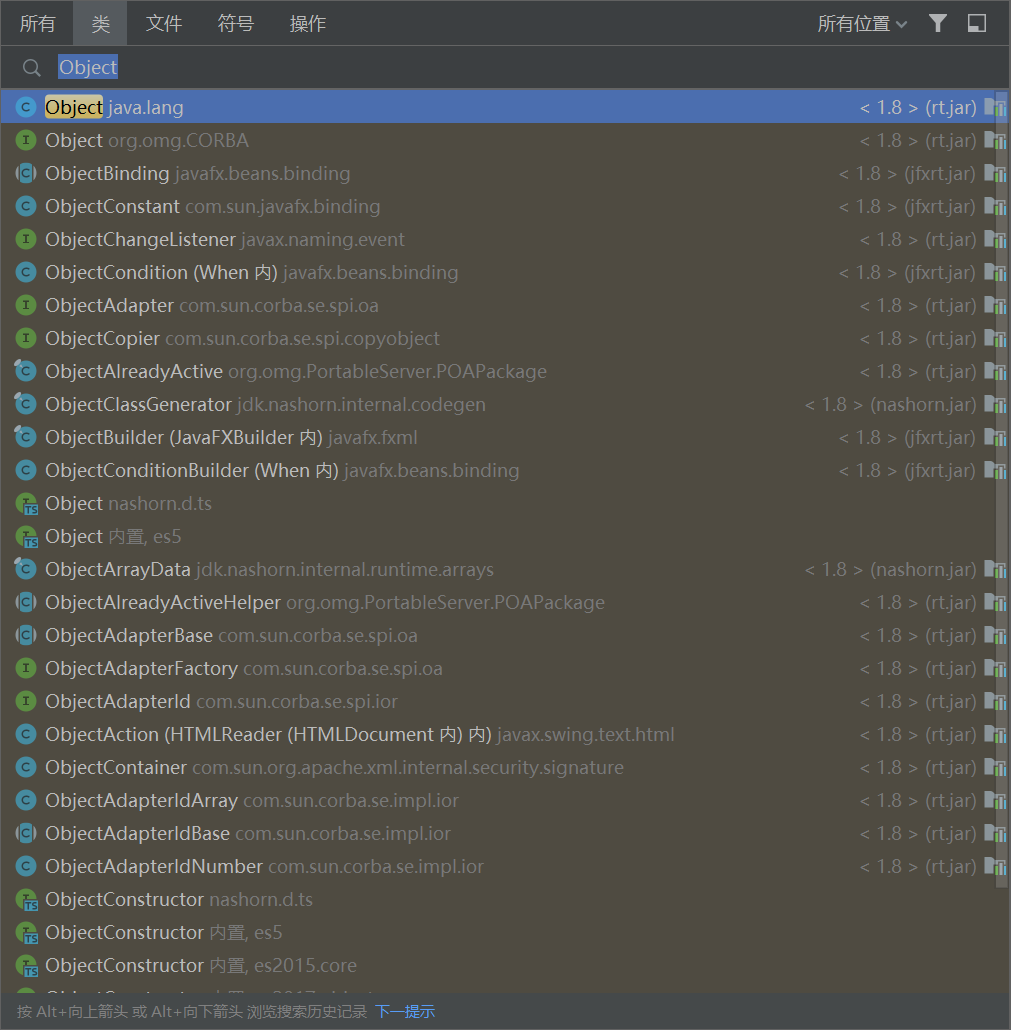 所有 类 文件 符号 操作 所有位置
Object
Object java.lang < 1.8 > (rt.jar)
Object org.omg.CORBA < 1.8 > (rt.jar)
ObjectBinding javafx.beans.binding < 1.8 > (jfxrt.jar)
ObjectConstant com.sun.javafx.binding < 1.8 > (jfxrt.jar)
ObjectChangeListener javax.naming.event < 1.8 > (rt.jar)
ObjectCondition (When 内) javafx.beans.binding < 1.8 > (jfxrt.jar)
ObjectAdapter com.sun.corba.se.spi.oa < 1.8 > (rt.jar)
ObjectCopier com.sun.corba.se.spi.copyobject < 1.8 > (rt.jar)
ObjectAlreadyActive org.omg.PortableServer.POAPackage < 1.8 > (rt.jar)
ObjectClassGenerator jdk.nashorn.internal.codegen < 1.8 > (nashorn.jar)
ObjectBuilder (JavaFXBuilder 内) javafx.fxml < 1.8 > (jfxrt.jar)
ObjectConditionBuilder (When 内) javafx.beans.binding < 1.8 > (jfxrt.jar)
Object nashorn.d.ts
Object 内置, es5
ObjectArrayData jdk.nashorn.internal.runtime.arrays < 1.8 > (nashorn.jar)
ObjectAlreadyActiveHelper org.omg.PortableServer.POAPackage < 1.8 > (rt.jar)
ObjectAdapterBase com.sun.corba.se.spi.oa < 1.8 > (rt.jar)
ObjectAdapterFactory com.sun.corba.se.spi.oa < 1.8 > (rt.jar)
ObjectAdapterId com.sun.corba.se.spi.ior < 1.8 > (rt.jar)
ObjectAction (HTMLReader (HTMLDocument 内) 内) javax.swing.text.html < 1.8 > (rt.jar)
ObjectContainer com.sun.org.apache.xml.internal.security.signature < 1.8 > (rt.jar)
ObjectAdapterIdArray com.sun.corba.se.impl.ior < 1.8 > (rt.jar)
ObjectAdapterIdBase com.sun.corba.se.impl.ior < 1.8 > (rt.jar)
ObjectAdapterIdNumber com.sun.corba.se.impl.ior < 1.8 > (rt.jar)
ObjectConstructor nashorn.d.ts
ObjectConstructor 内置, es5
ObjectConstructor 内置, es2015.core
按 Alt+向上箭头 或 Alt+向下箭头 浏览搜索历史记录 下一提示